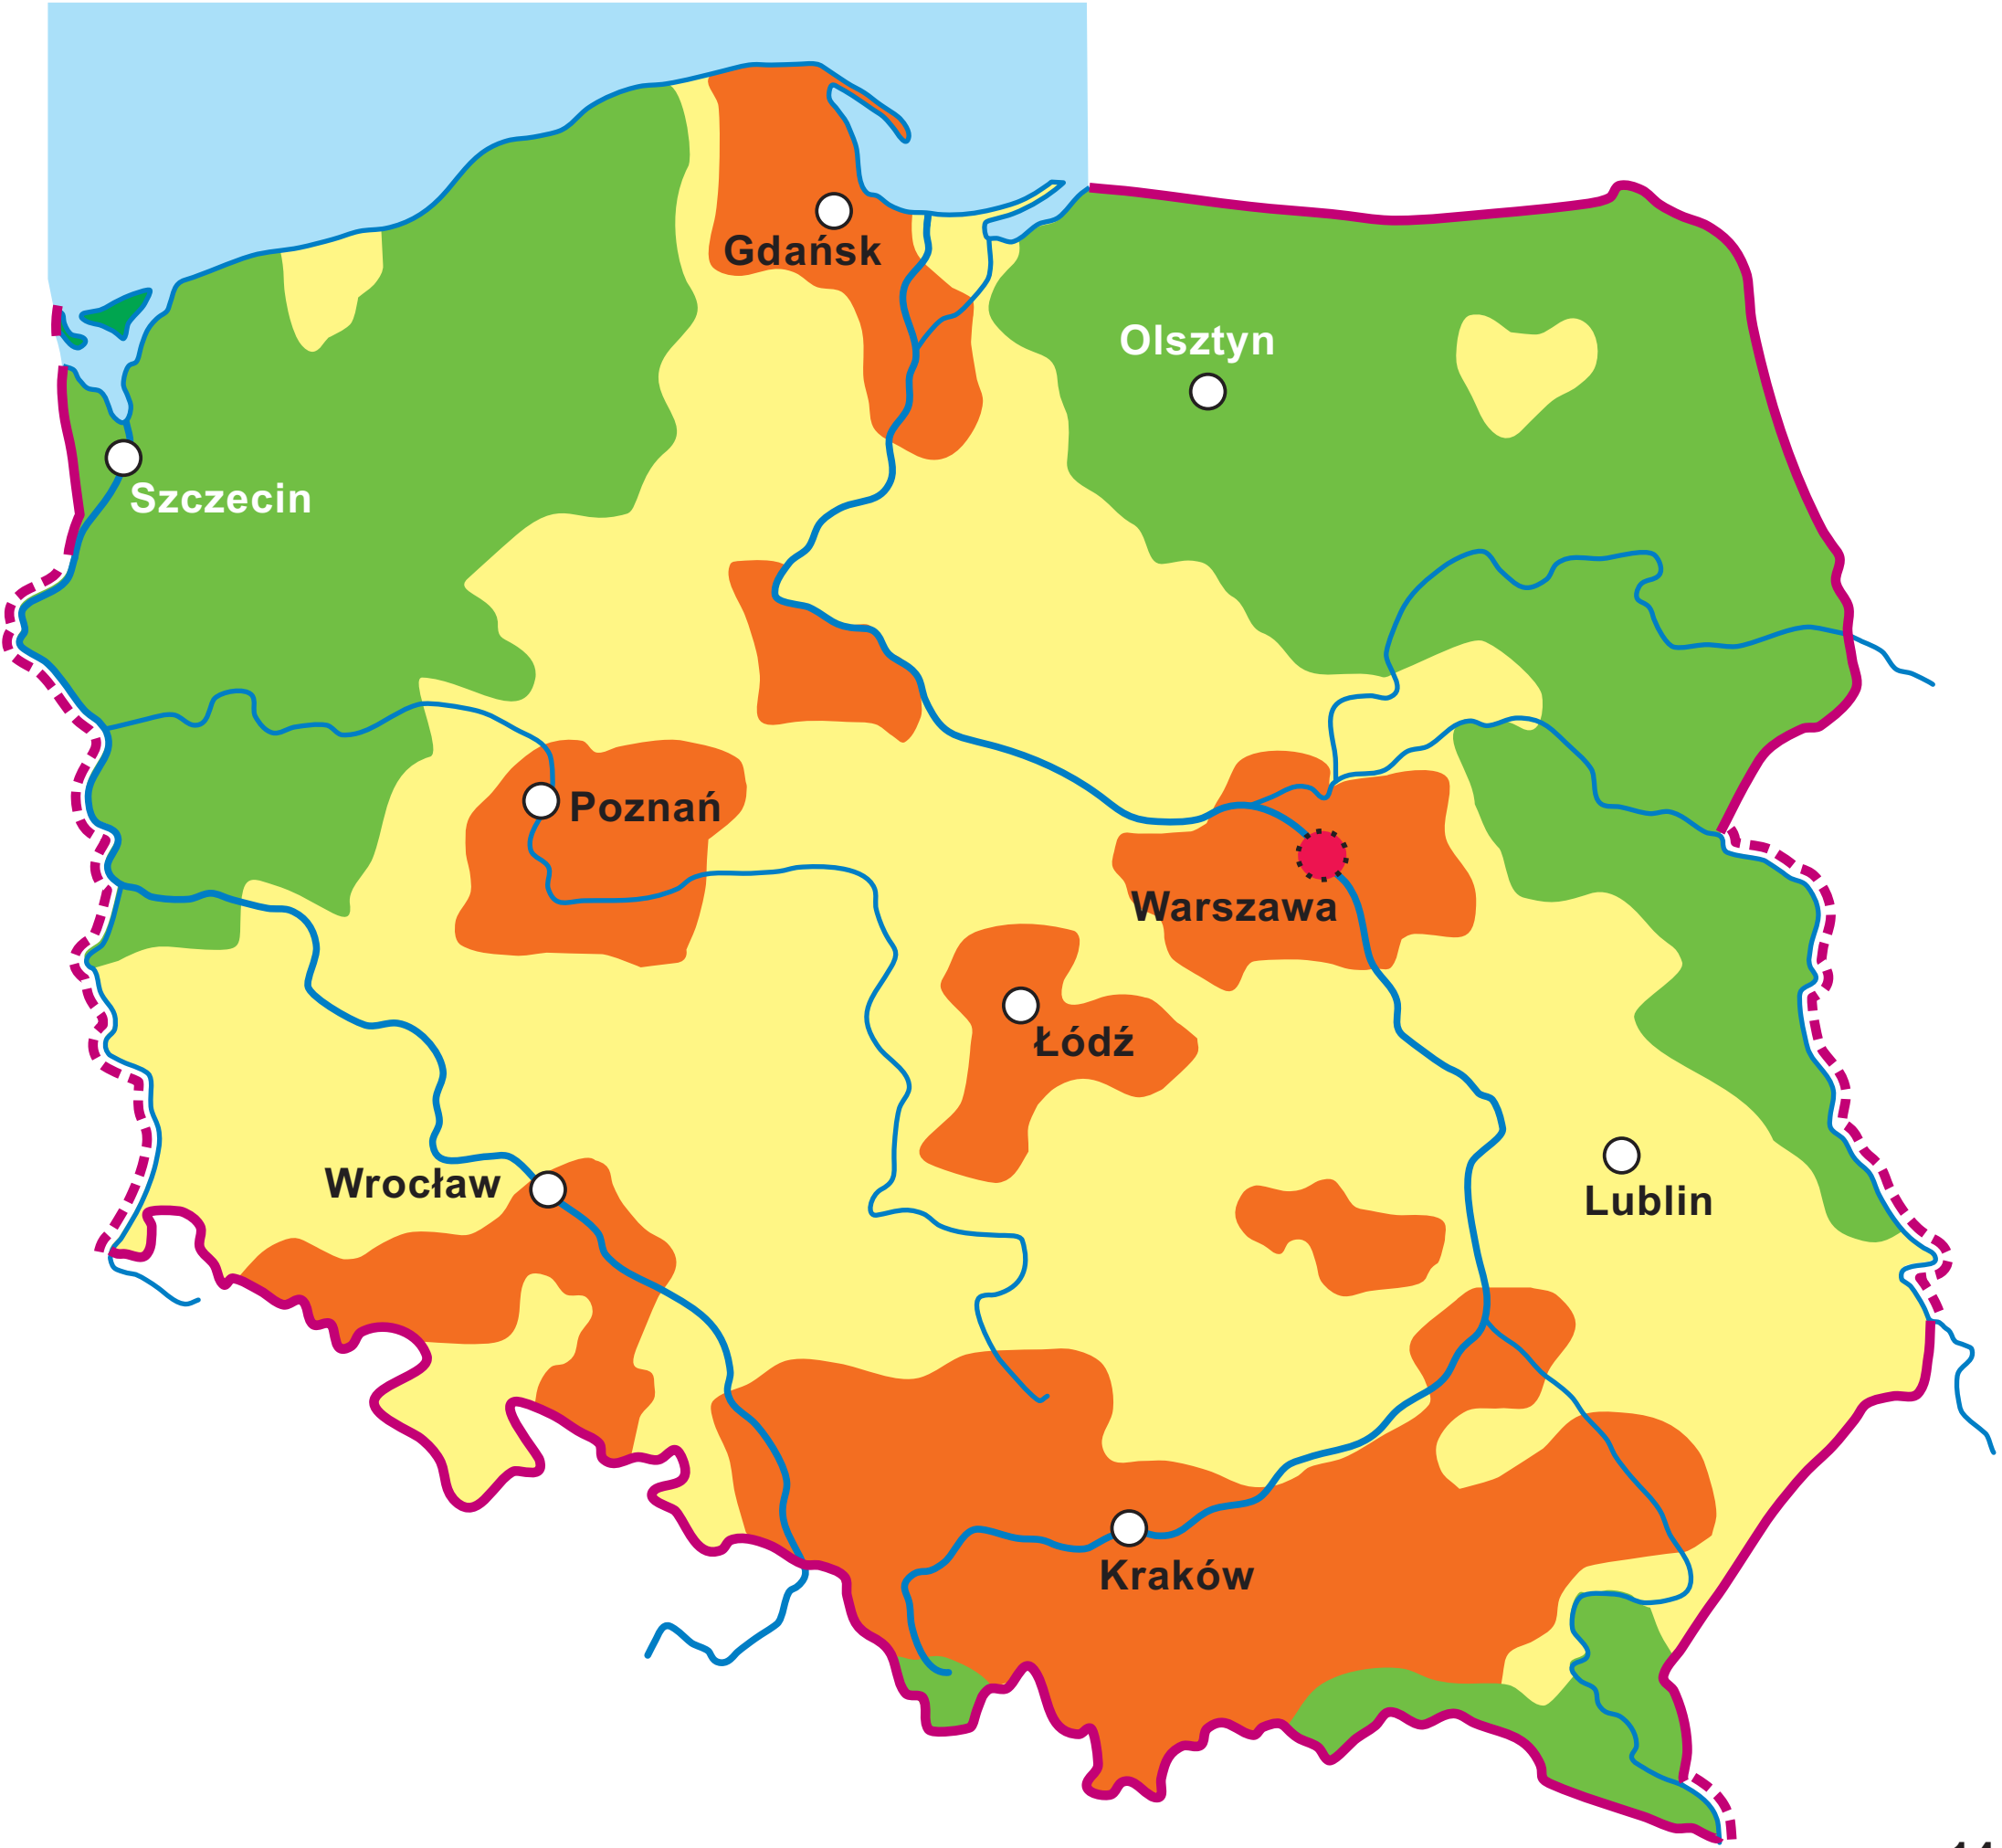 Gdańsk
Olsztyn
Szczecin
Poznań
Warszawa
Łódź
Wrocław
Lublin
Kraków